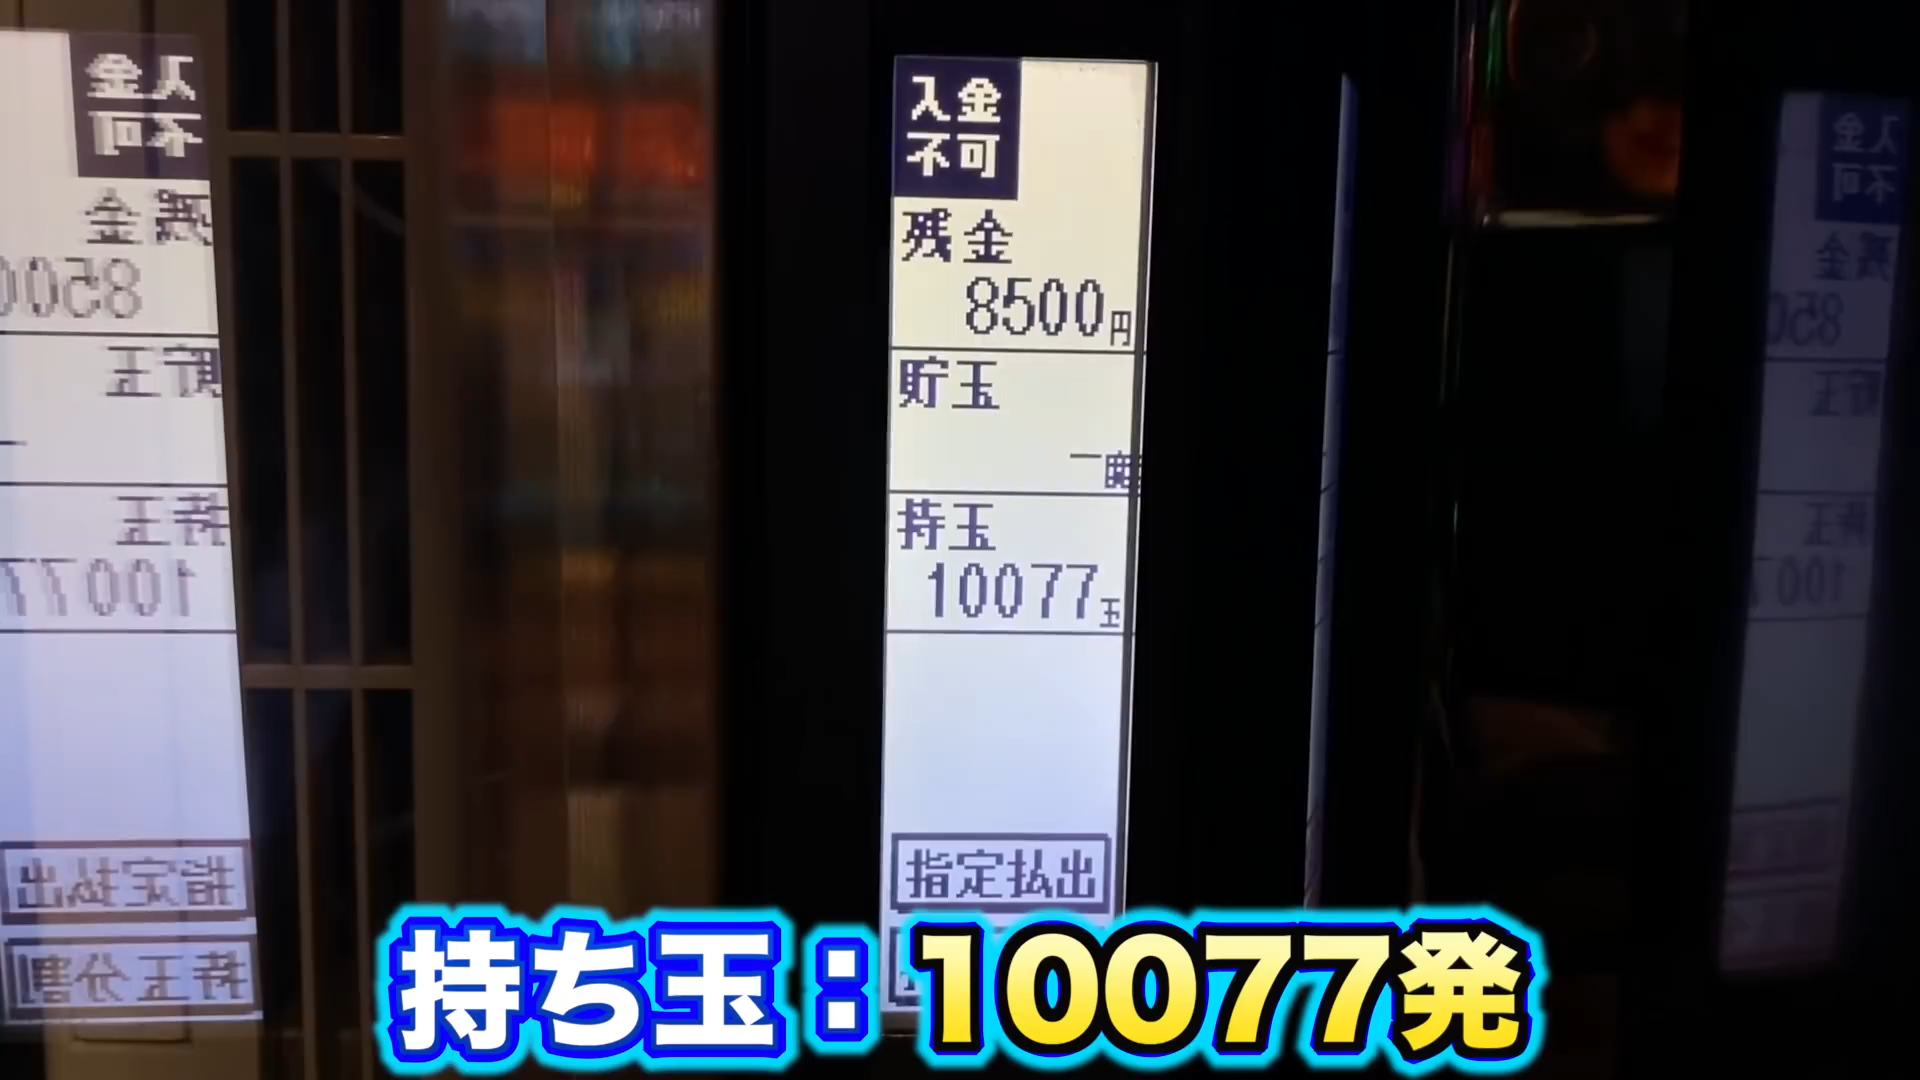 入金
不可
残金
8500円
貯玉
持玉
10077玉
指定払出
持ち玉：10077発